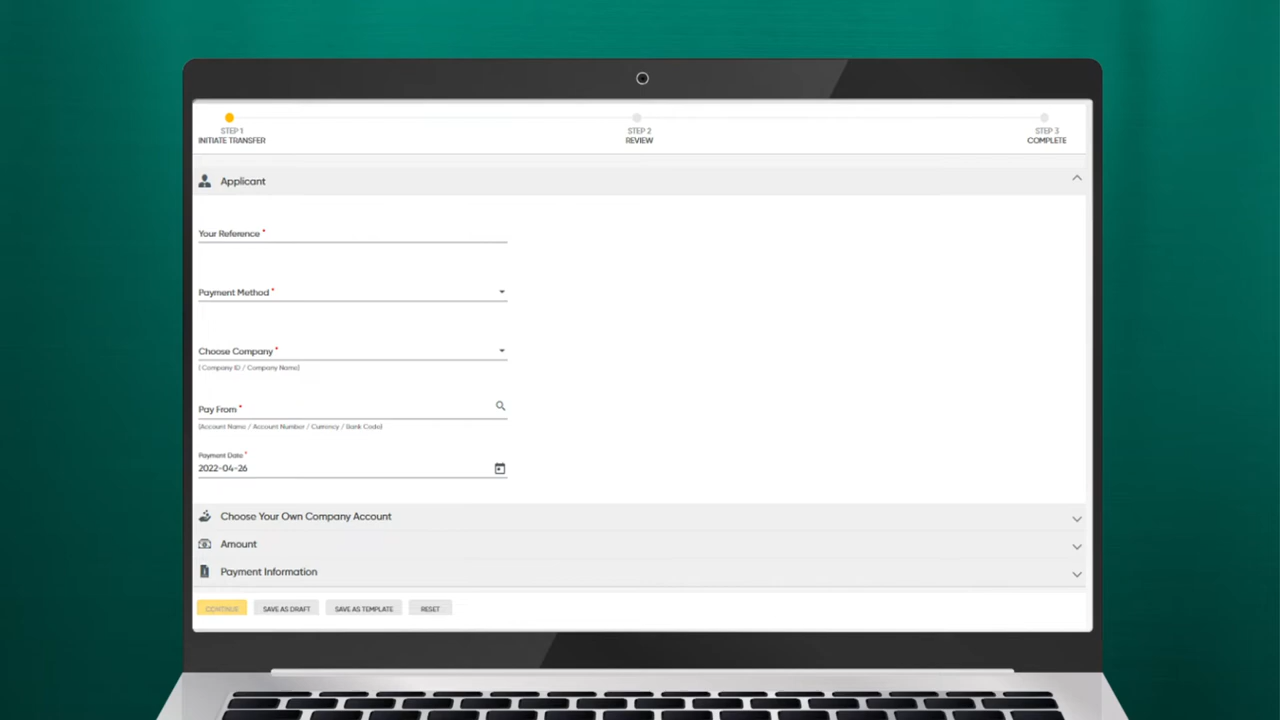 STEP 1
INITIATE TRANSFER
STEP 2
REVIEW
STEP 3
COMPLETE
Applicant
Your Reference *
Payment Method *
Choose Company *
[ Company ID / Company Name]
Pay From *
[Account Name / Account Number / Currency / Bank Code]
Payment Date *
2022-04-26
Choose Your Own Company Account
Amount
Payment Information
CONTINUE
SAVE AS DRAFT
SAVE AS TEMPLATE
RESET